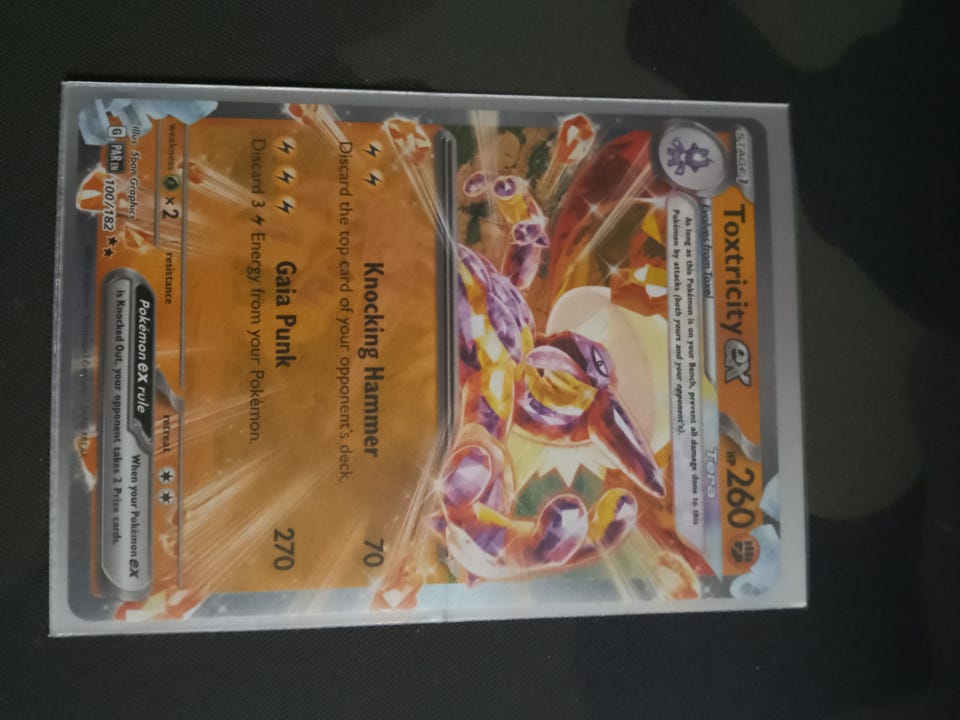 STAGE 1
Toxtricity ex
HP 260
Evolves from Toxel
Tera
As long as this Pokémon is on your Bench, prevent all damage done to this
Pokémon by attacks (both yours and your opponent's).
Knocking Hammer 70
Discard the top card of your opponent's deck.
Gaia Punk 270
Discard 3 Energy from your Pokémon.
weakness ×2 resistance retreat
Illus. 5ban Graphics
G PAR EN 100/182 ★★
Pokémon ex rule When your Pokémon ex
is Knocked Out, your opponent takes 2 Prize cards.